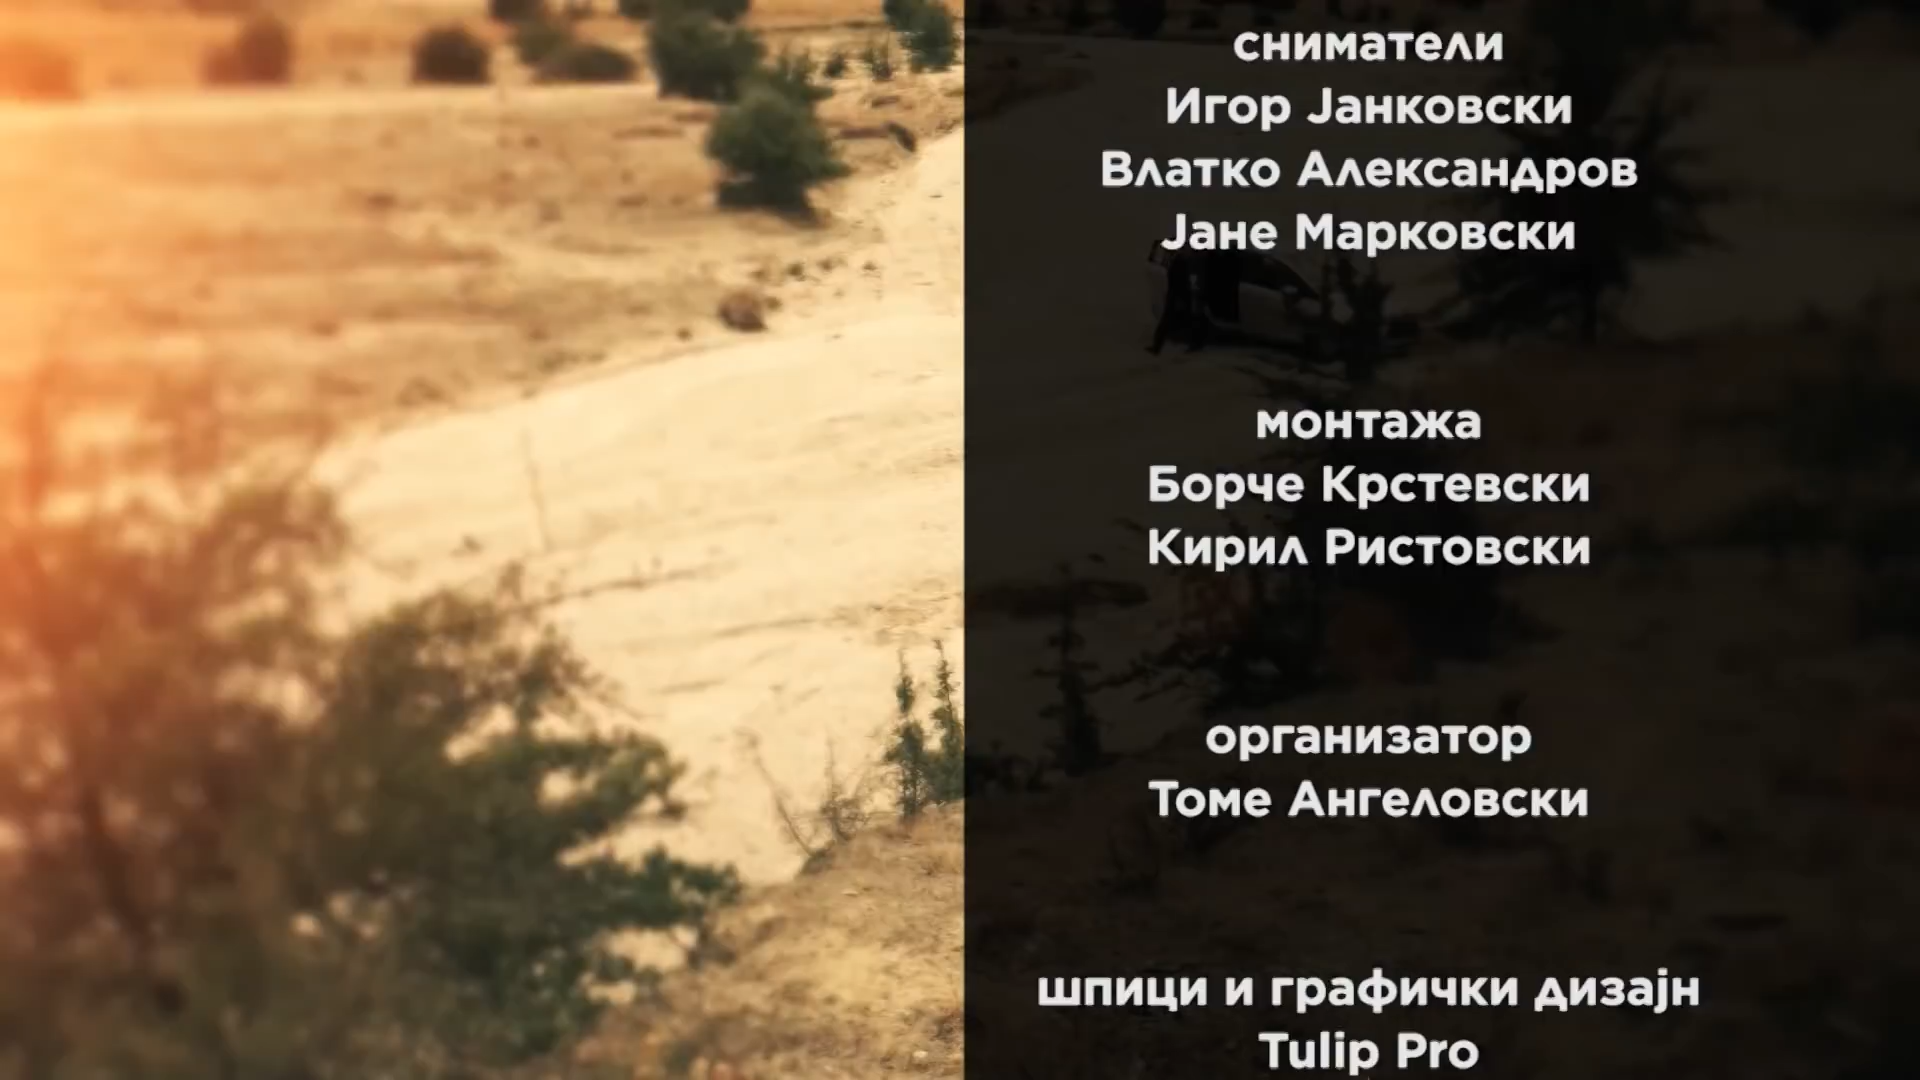 сниматели
Игор Јанковски
Влатко Александров
Јане Марковски
монтажа
Борче Крстевски
Кирил Ристовски
организатор
Томе Ангеловски
шпици и графички дизајн
Tulip Pro